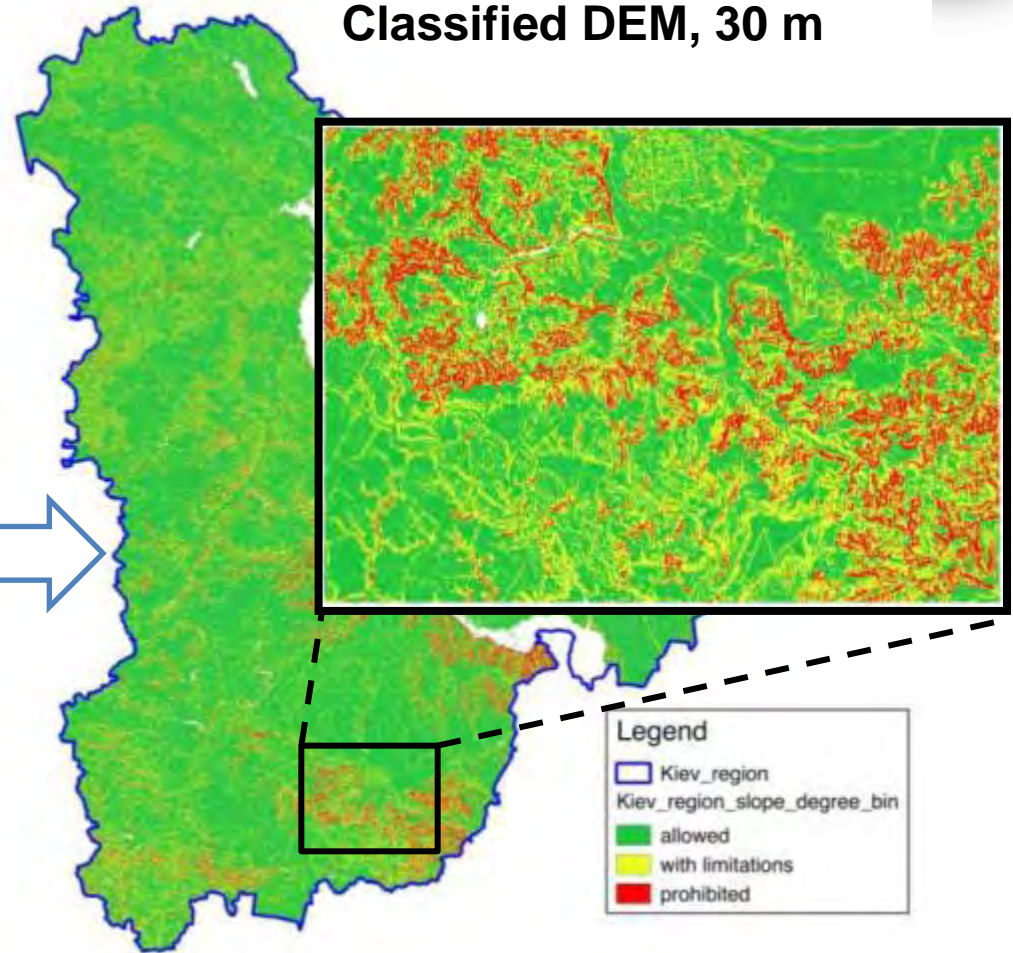 Classified DEM, 30 m
Legend
Kiev_region
Kiev_region_slope_degree_bin
allowed
with limitations
prohibited